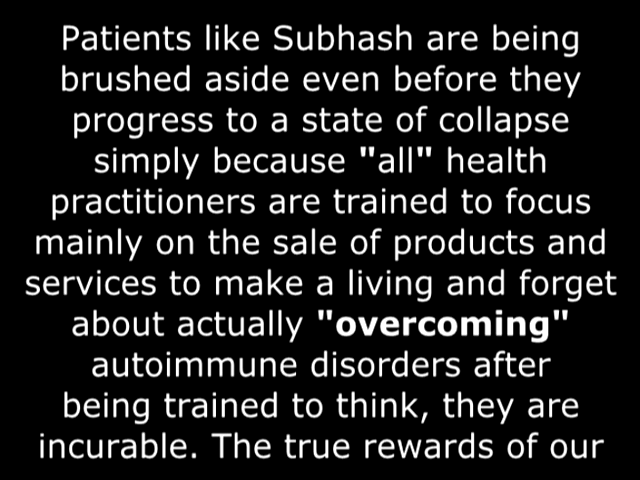 Patients like Subhash are being
brushed aside even before they
progress to a state of collapse
simply because "all" health
practitioners are trained to focus
mainly on the sale of products and
services to make a living and forget
about actually "overcoming"
autoimmune disorders after
being trained to think, they are
incurable. The true rewards of our